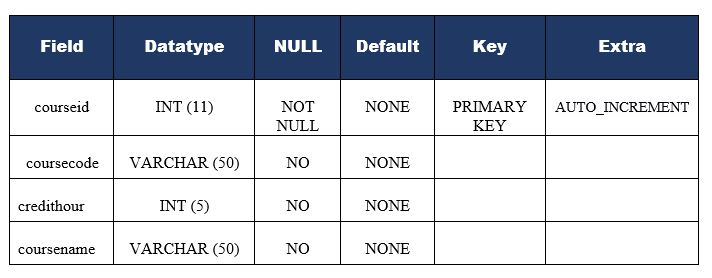 Field Datatype NULL Default Key Extra
courseid INT (11) NOT NULL NONE PRIMARY KEY AUTO_INCREMENT
coursecode VARCHAR (50) NO NONE
credithour INT (5) NO NONE
coursename VARCHAR (50) NO NONE